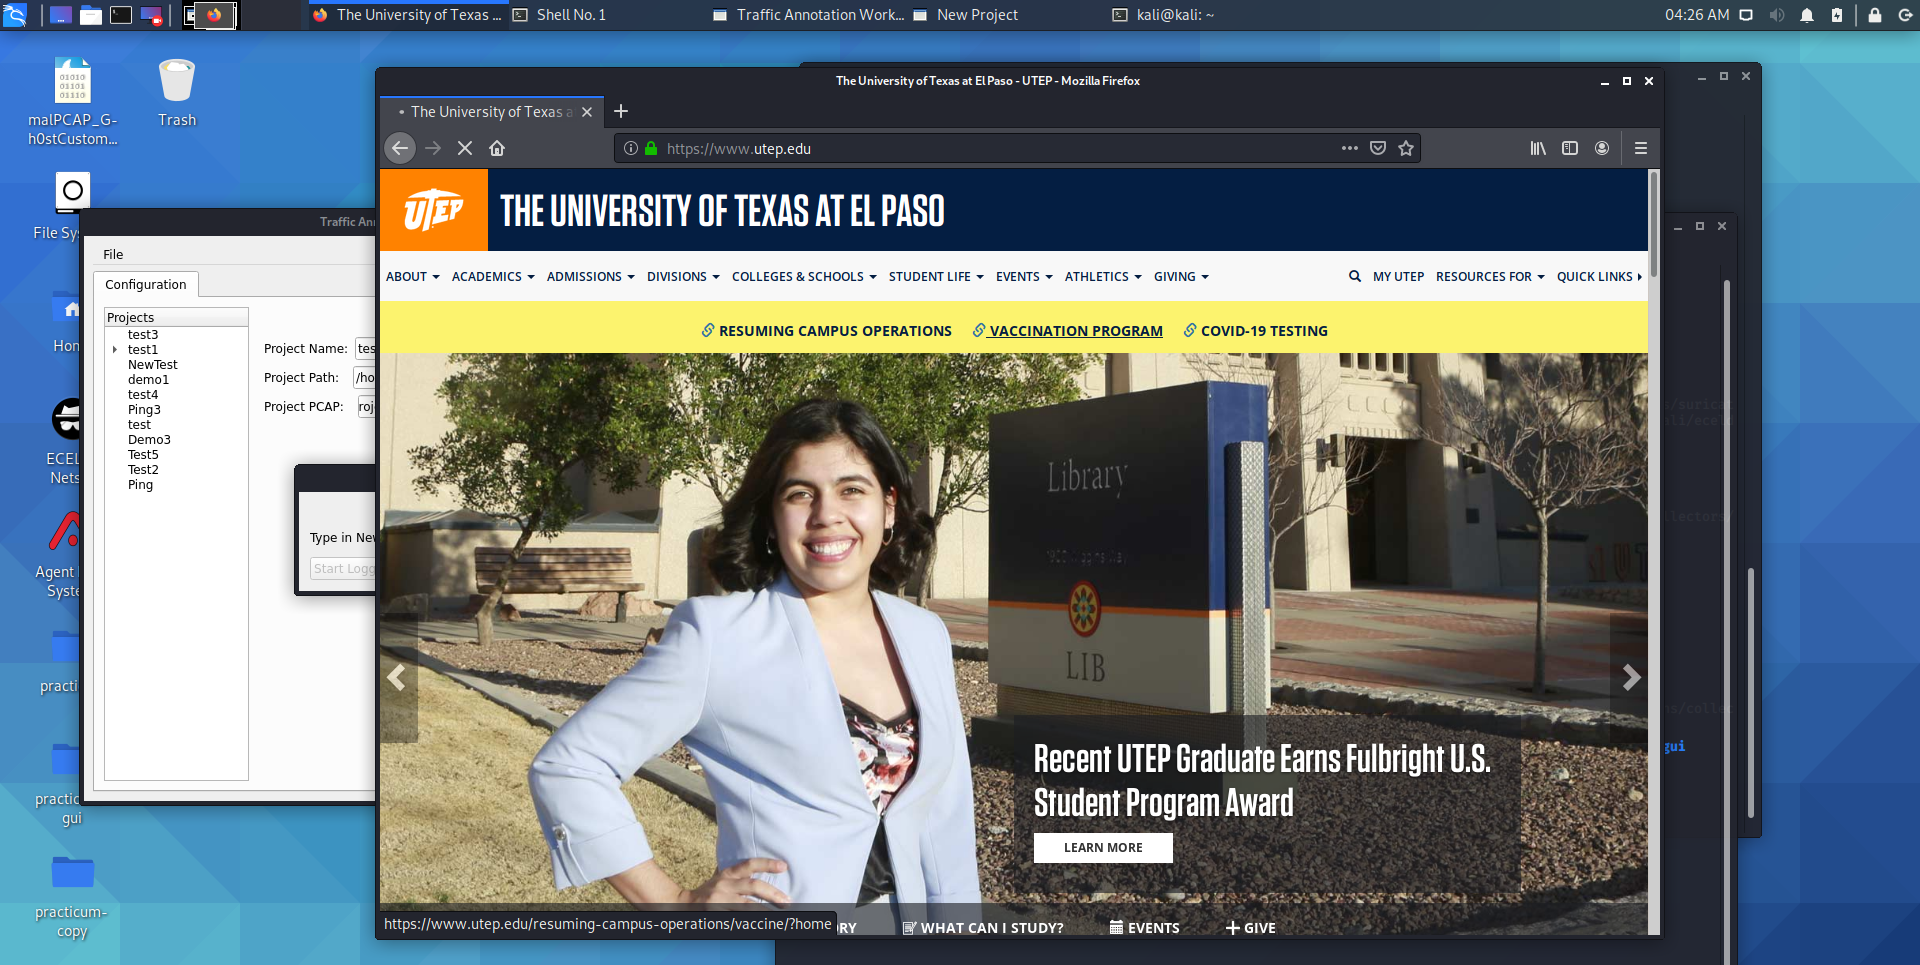 The University of Texas ...
Shell No. 1
Traffic Annotation Work...
New Project
kali@kali: ~
04:26 AM
malPCAP_G-
h0stCustom...
Trash
File Sy
Hon
ECEL
Nets
Agent
Syste
practi
practic
gui
practicum-
copy
Traffic An
File
Configuration
Projects
test3
test1
NewTest
demo1
test4
Ping3
test
Demo3
Test5
Test2
Ping
Project Name: tes
Project Path: /ho
Project PCAP: roj
Type in Nev
Start Logg
The University of Texas at El Paso - UTEP - Mozilla Firefox
The University of Texas a
https://www.utep.edu
UTEP
THE UNIVERSITY OF TEXAS AT EL PASO
ABOUT ACADEMICS ADMISSIONS DIVISIONS COLLEGES & SCHOOLS STUDENT LIFE EVENTS ATHLETICS GIVING MY UTEP RESOURCES FOR QUICK LINKS
RESUMING CAMPUS OPERATIONS VACCINATION PROGRAM COVID-19 TESTING
Library
LIB
Recent UTEP Graduate Earns Fulbright U.S.
Student Program Award
LEARN MORE
https://www.utep.edu/resuming-campus-operations/vaccine/?home
RY WHAT CAN I STUDY? EVENTS GIVE
s/surica
llectors/
s/collec
gui